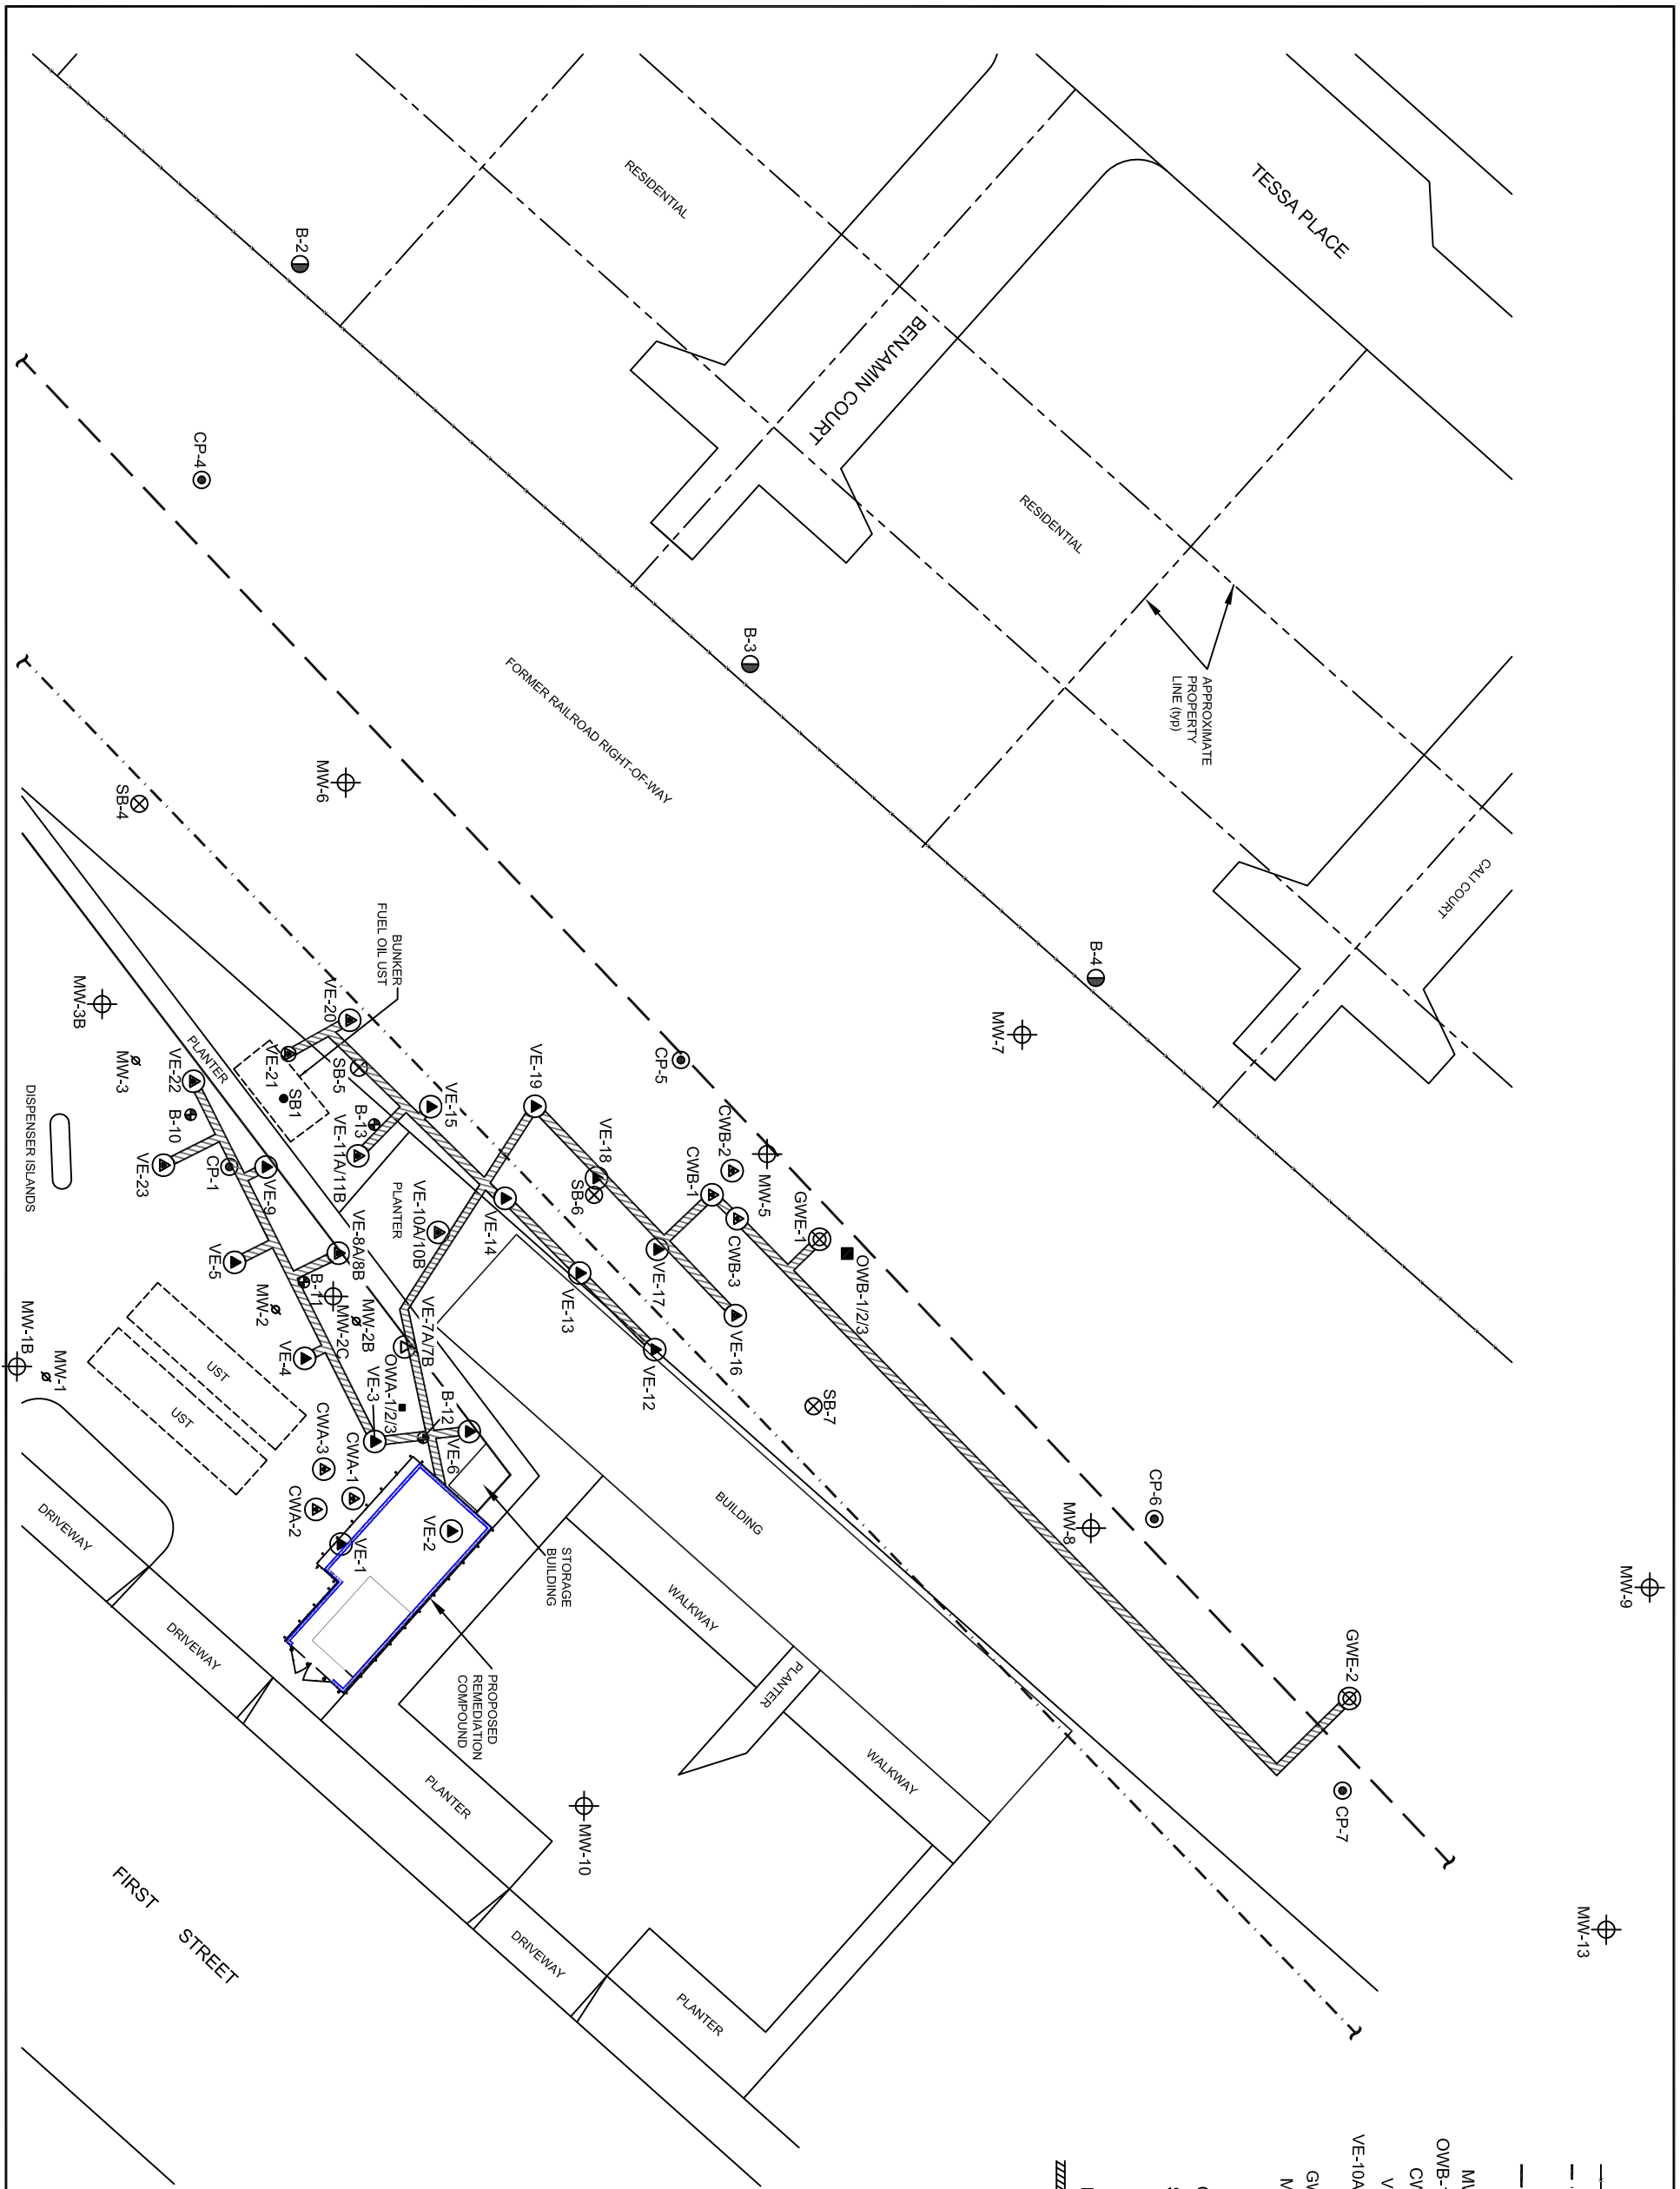 TESSA PLACE
RESIDENTIAL
B-2
BENJAMIN COURT
CP-4
RESIDENTIAL
B-3
APPROXIMATE
PROPERTY
LINE (typ)
FORMER RAILROAD RIGHT-OF-WAY
MW-6
SB-4
CALI COURT
B-4
MW-7
BUNKER
FUEL OIL UST
VE-20
MW-3B
PLANTER
MW-3
VE-22
VE-21
SB-5
SB1
B-10
B-13
VE-15
VE-19
CP-5
VE-11A/11B
VE-18
SB-6
CWB-2
MW-5
CWB-1
CWB-3
GWE-1
OWB-1/2/3
DISPENSER ISLANDS
VE-23
CP-1
VE-9
PLANTER
VE-10A/10B
VE-14
VE-5
VE-8A/8B
B-11
MW-2
MW-2C
MW-2B
VE-7A/7B
VE-13
VE-17
VE-16
VE-12
MW-1B
MW-1
VE-4
VE-3
OWA-1/2/3
B-12
VE-6
SB-7
UST
UST
CWA-3
CWA-1
CWA-2
VE-1
VE-2
STORAGE
BUILDING
BUILDING
CP-6
MW-8
MW-9
DRIVEWAY
DRIVEWAY
WALKWAY
PLANTER
WALKWAY
GWE-2
CP-7
PROPOSED
REMEDIATION
COMPOUND
PLANTER
MW-10
MW-13
FIRST STREET
DRIVEWAY
PLANTER
VE-10A